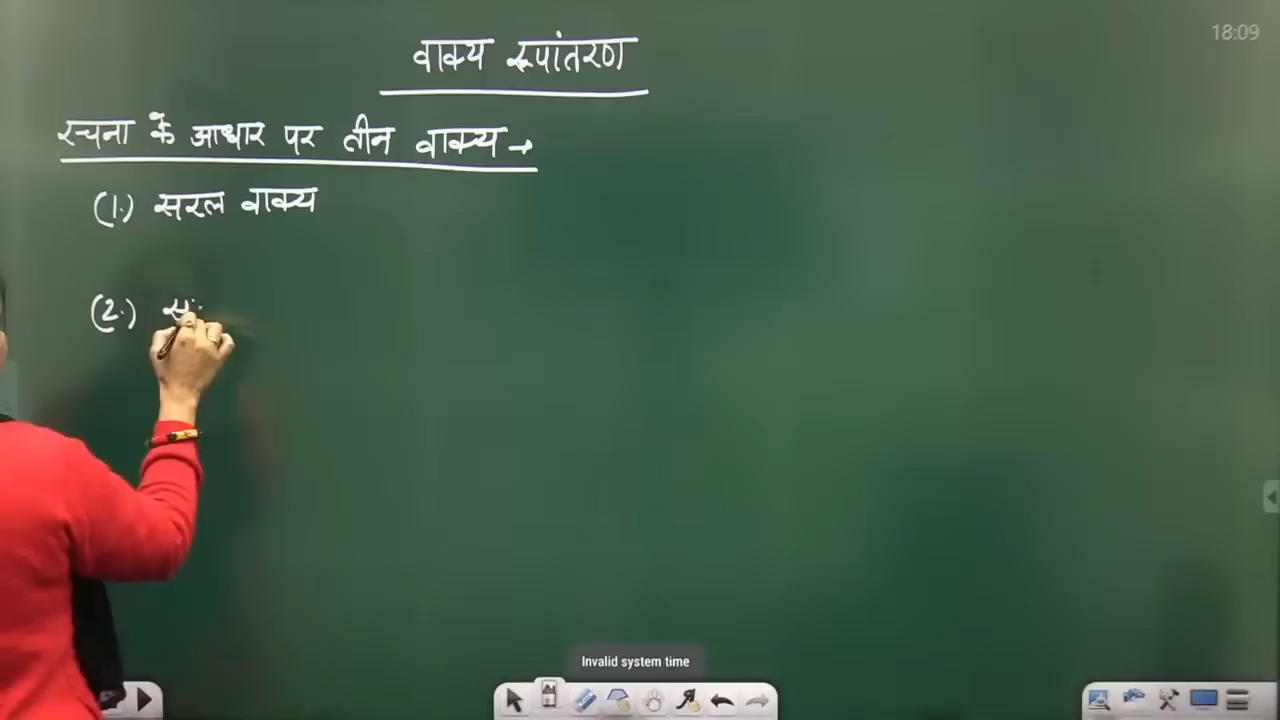 18:09
वाक्य रूपांतरण
रचना के आधार पर तीन वाक्य →
(1.) सरल वाक्य
(2.) स
Invalid system time